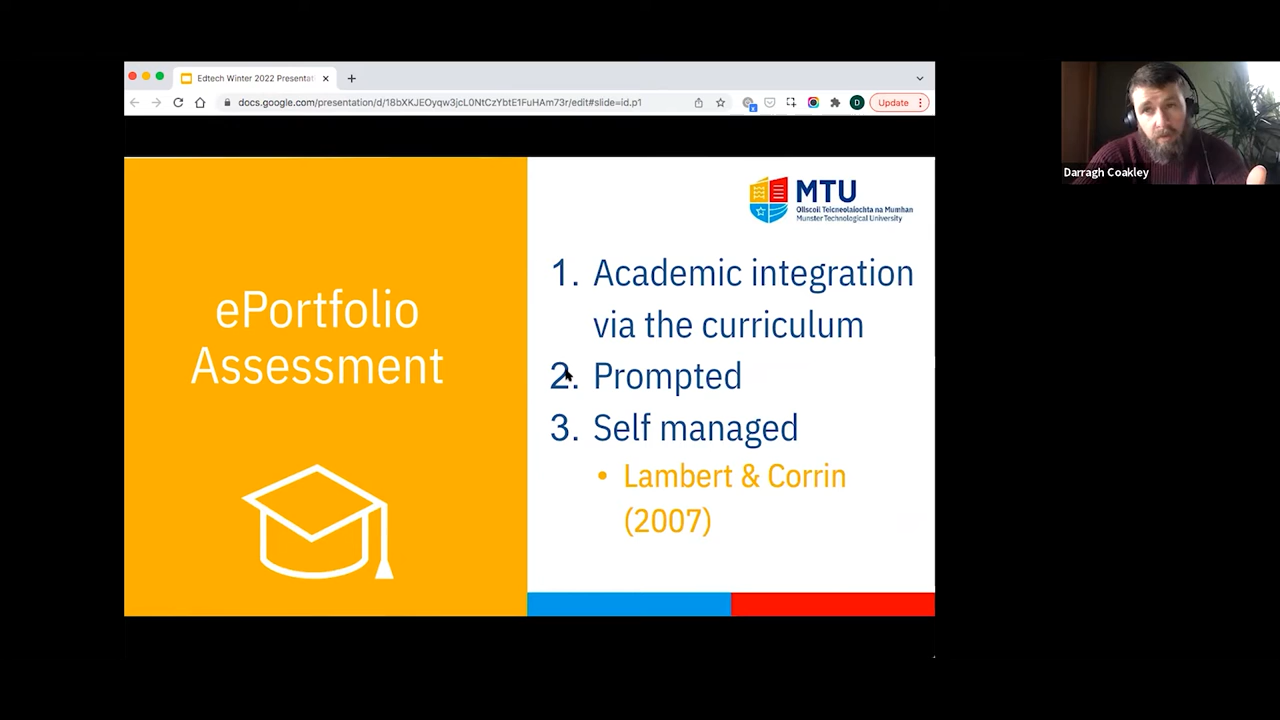 Edtech Winter 2022 Presentat
docs.google.com/presentation/d/18bXKJEOyqw3jcL0NtCzYbtE1FuHAm73r/edit#slide=id.p1
D
Update
Darragh Coakley
MTU
Ollscoil Teicneolaíochta na Mumhan
Munster Technological University
ePortfolio
Assessment
1. Academic integration
via the curriculum
2. Prompted
3. Self managed
• Lambert & Corrin
(2007)